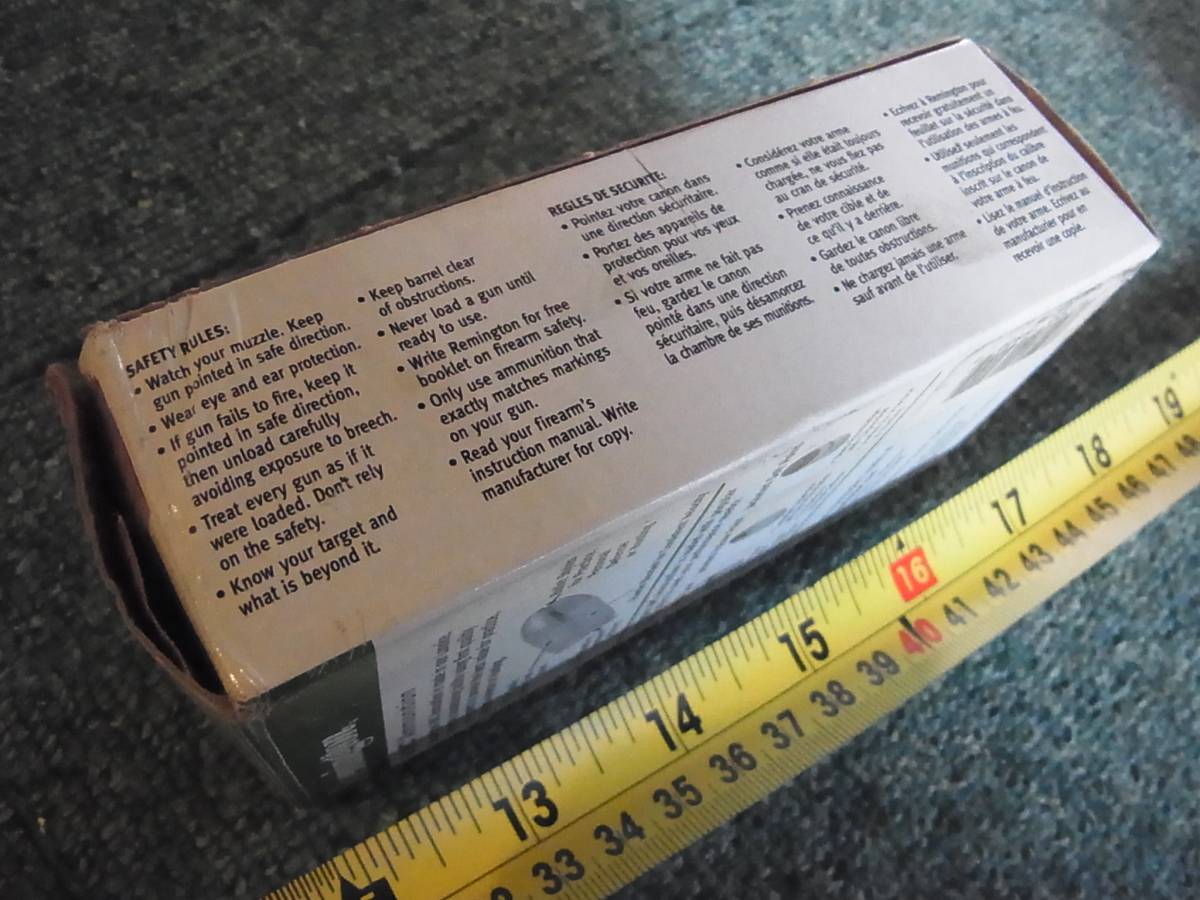 SAFETY RULES:
• Watch your muzzle. Keep
gun pointed in safe direction.
• Wear eye and ear protection.
• If gun fails to fire, keep it
pointed in safe direction,
then unload carefully
avoiding exposure to breech.
• Treat every gun as if it
were loaded. Don't rely
on the safety.
• Know your target and
what is beyond it.
• Keep barrel clear
of obstructions.
• Never load a gun until
ready to use.
• Write Remington for free
booklet on firearm safety.
• Only use ammunition that
exactly matches markings
on your gun.
• Read your firearm's
instruction manual. Write
manufacturer for copy.
REGLES DE SECURITE:
• Pointez votre canon dans
une direction sécuritaire.
• Portez des appareils de
protection pour vos yeux
et vos oreilles.
• Si votre arme ne fait pas
feu, gardez le canon
pointé dans une direction
sécuritaire, puis désamorcez
la chambre de ses munitions.
• Considérez votre arme
comme si elle était toujours
chargée, ne vous fiez pas
au cran de sécurité.
• Prenez connaissance
de votre cible et de
ce qu'il y a derrière.
• Gardez le canon libre
de toutes obstructions.
• Ne chargez jamais une arme
sauf avant de l'utiliser.
• Ecrivez à Remington pour
recevoir gratuitement un
feuillet sur la sécurité dans
l'utilisation des armes à feu.
• Utilisez seulement les
munitions qui correspondent
à l'inscription du calibre
inscrit sur le canon de
votre arme à feu.
• Lisez le manuel d'instruction
de votre arme. Ecrivez au
manufacturier pour en
recevoir une copie.
13 14 15 16 17 18 19
33 34 35 36 37 38 39 40 41 42 43 44 45 46 47 48